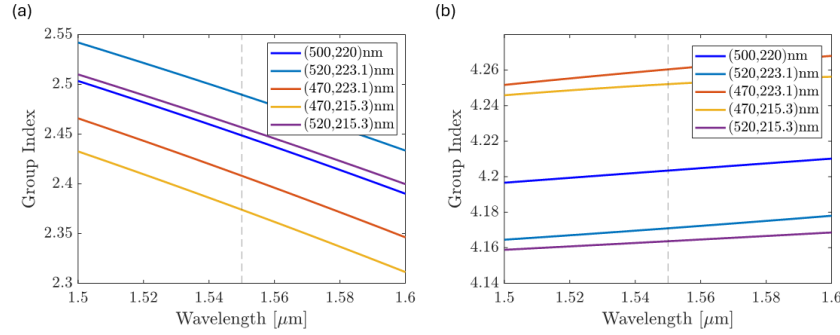 (a)
2.55
2.5
2.45
2.4
2.35
2.3
Group Index
(500,220)nm
(520,223.1)nm
(470,223.1)nm
(470,215.3)nm
(520,215.3)nm
1.5 1.52 1.54 1.56 1.58 1.6
Wavelength [μm]
(b)
4.26
4.24
4.22
4.2
4.18
4.16
4.14
Group Index
(500,220)nm
(520,223.1)nm
(470,223.1)nm
(470,215.3)nm
(520,215.3)nm
1.5 1.52 1.54 1.56 1.58 1.6
Wavelength [μm]